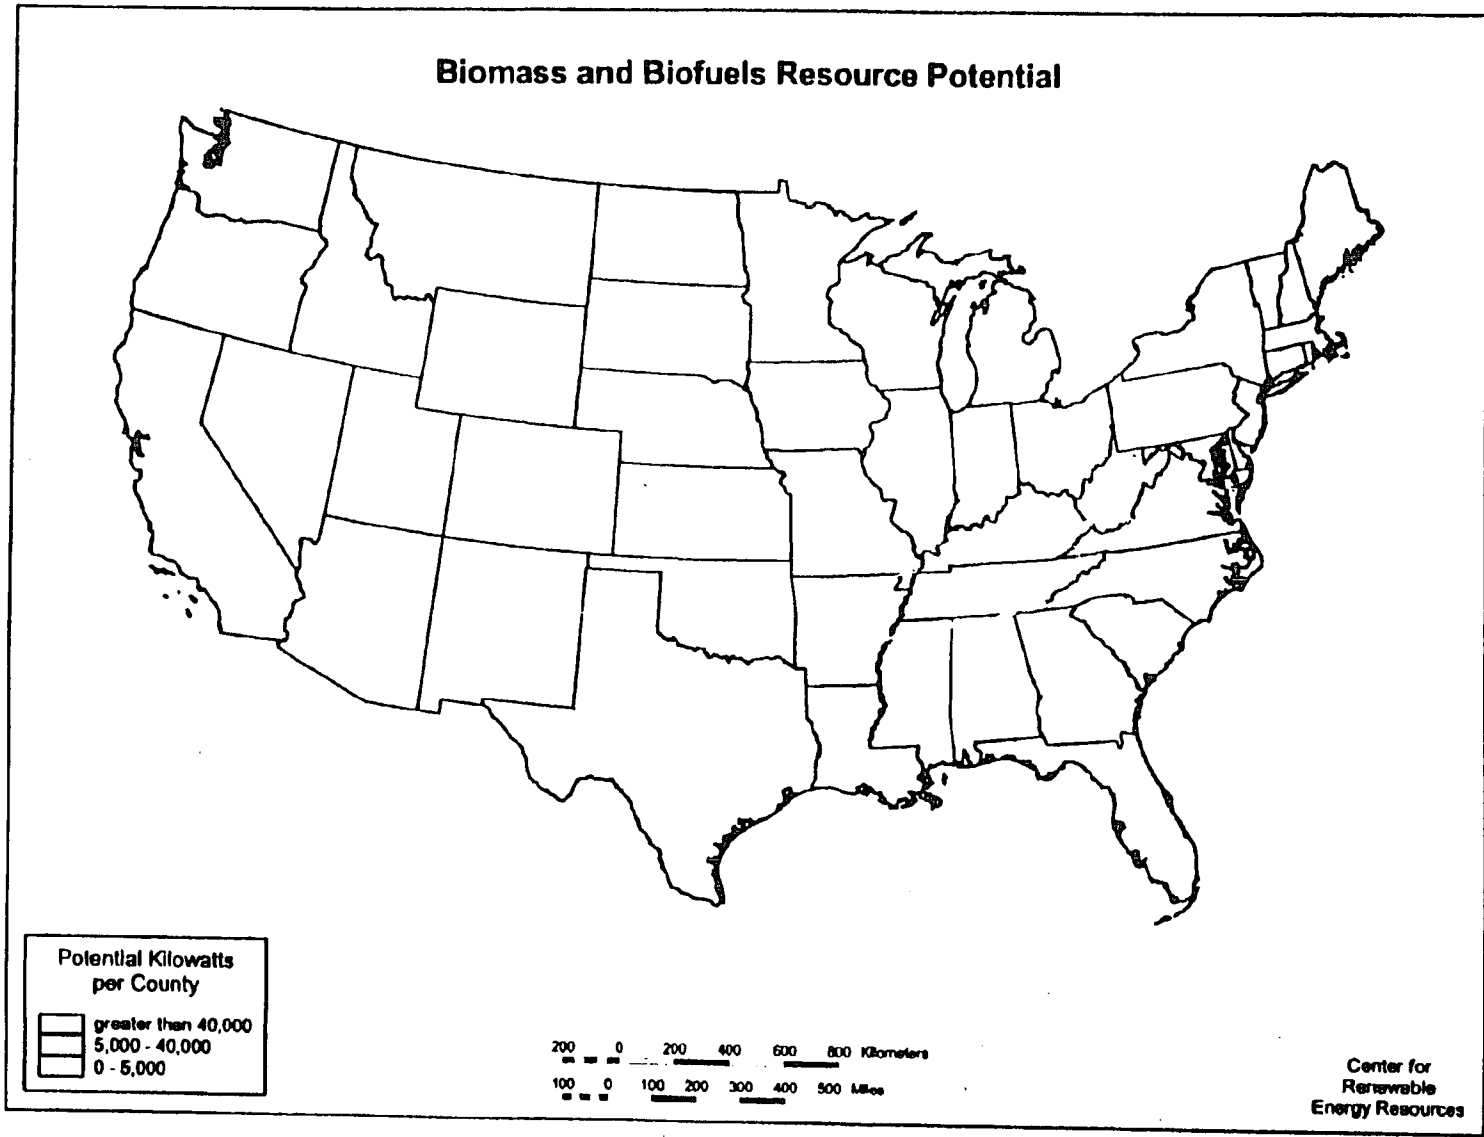 Biomass and Biofuels Resource Potential
Potential Kilowatts
per County
greater than 40,000
5,000 - 40,000
0 - 5,000
200 0 200 400 600 800 Kilometers
100 0 100 200 300 400 500 Miles
Center for
Renewable
Energy Resources